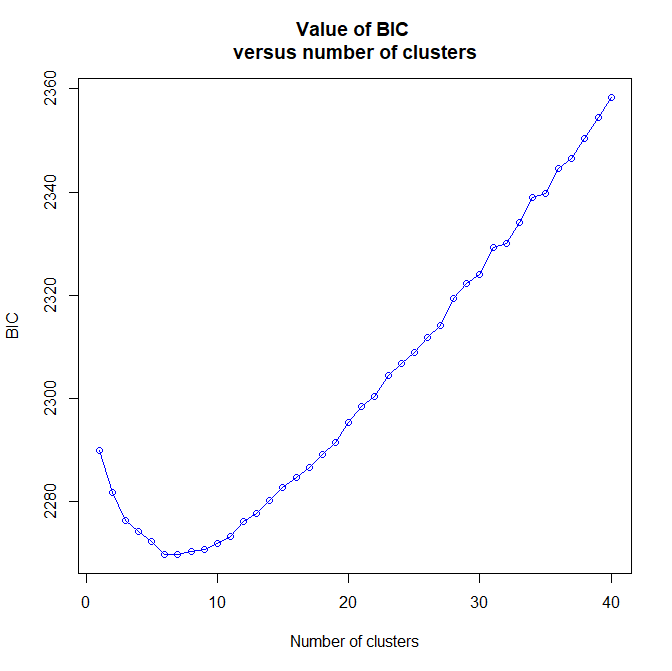 Value of BIC
versus number of clusters
2360
2340
2320
2300
2280
BIC
0 10 20 30 40
Number of clusters